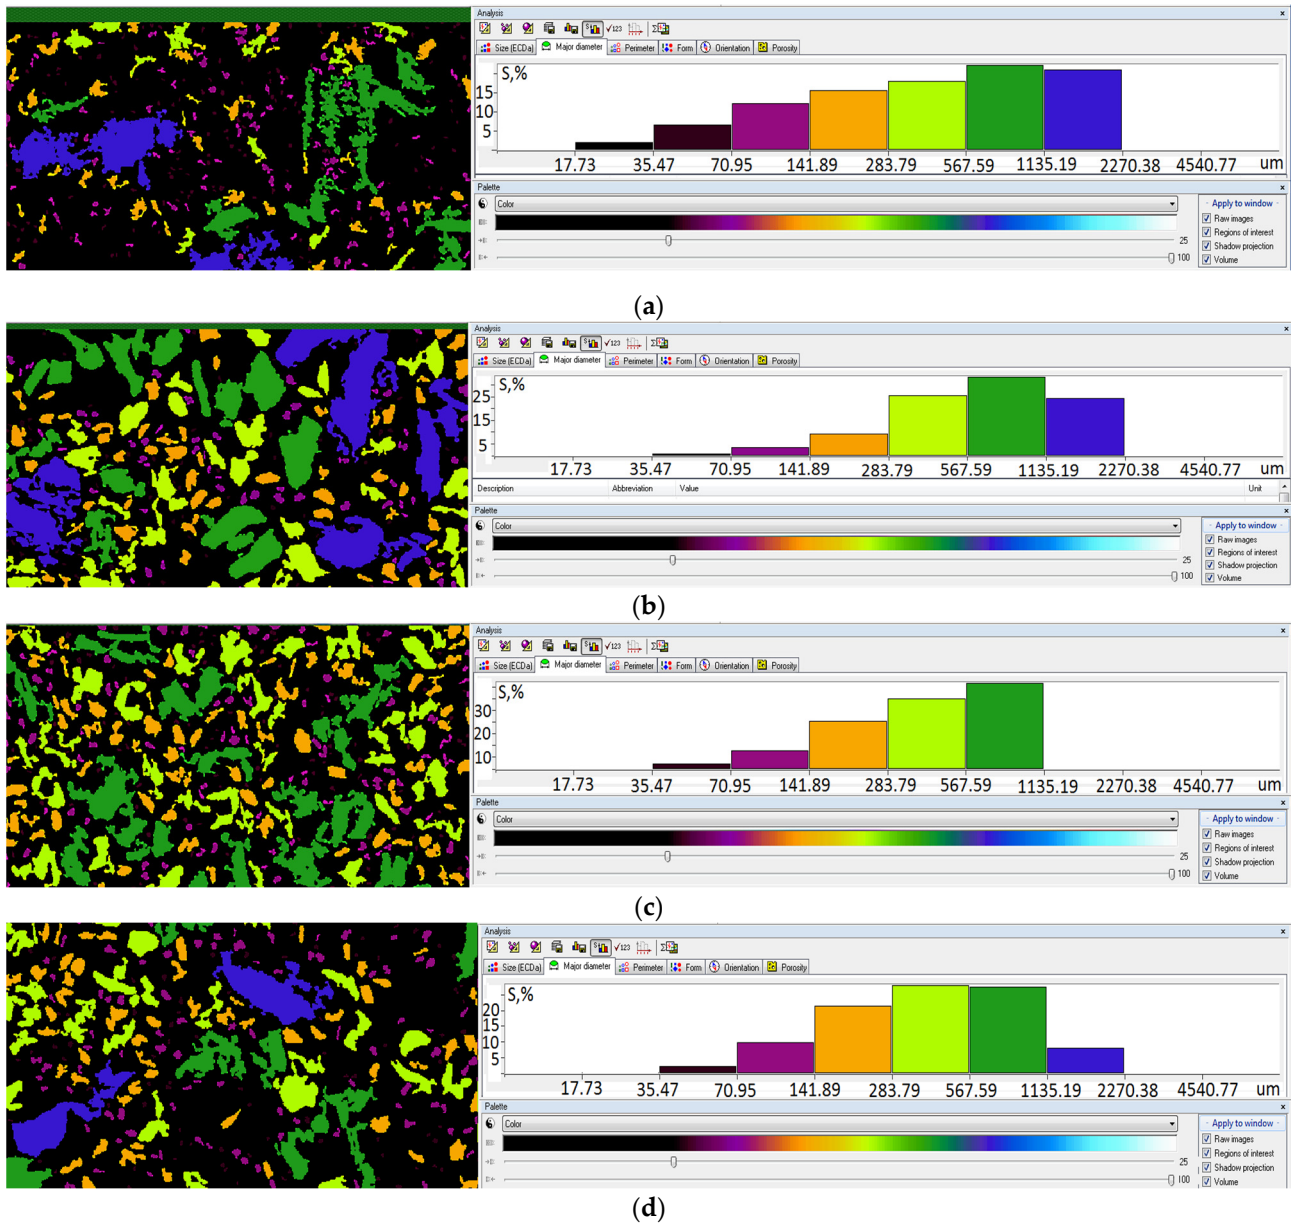 Analysis ×
√123
Size (ECDa) Major diameter Perimeter Form Orientation Porosity
S,%
15
10
5
17.73 35.47 70.95 141.89 283.79 567.59 1135.19 2270.38 4540.77 um
Palette ×
Color Apply to window
Raw images
Regions of interest
25 Shadow projection
100 Volume
(a)
Analysis ×
√123
Size (ECDa) Major diameter Perimeter Form Orientation Porosity
S,%
25
15
5
17.73 35.47 70.95 141.89 283.79 567.59 1135.19 2270.38 4540.77 um
Description Abbreviation Value Unit
Palette ×
Color Apply to window
Raw images
Regions of interest
25 Shadow projection
100 Volume
(b)
Analysis ×
√123
Size (ECDa) Major diameter Perimeter Form Orientation Porosity
S,%
30
20
10
17.73 35.47 70.95 141.89 283.79 567.59 1135.19 2270.38 4540.77 um
Palette ×
Color Apply to window
Raw images
Regions of interest
25 Shadow projection
100 Volume
(c)
Analysis ×
√123
Size (ECDa) Major diameter Perimeter Form Orientation Porosity
S,%
20
15
10
5
17.73 35.47 70.95 141.89 283.79 567.59 1135.19 2270.38 4540.77 um
Palette ×
Color Apply to window
Raw images
Regions of interest
25 Shadow projection
100 Volume
(d)